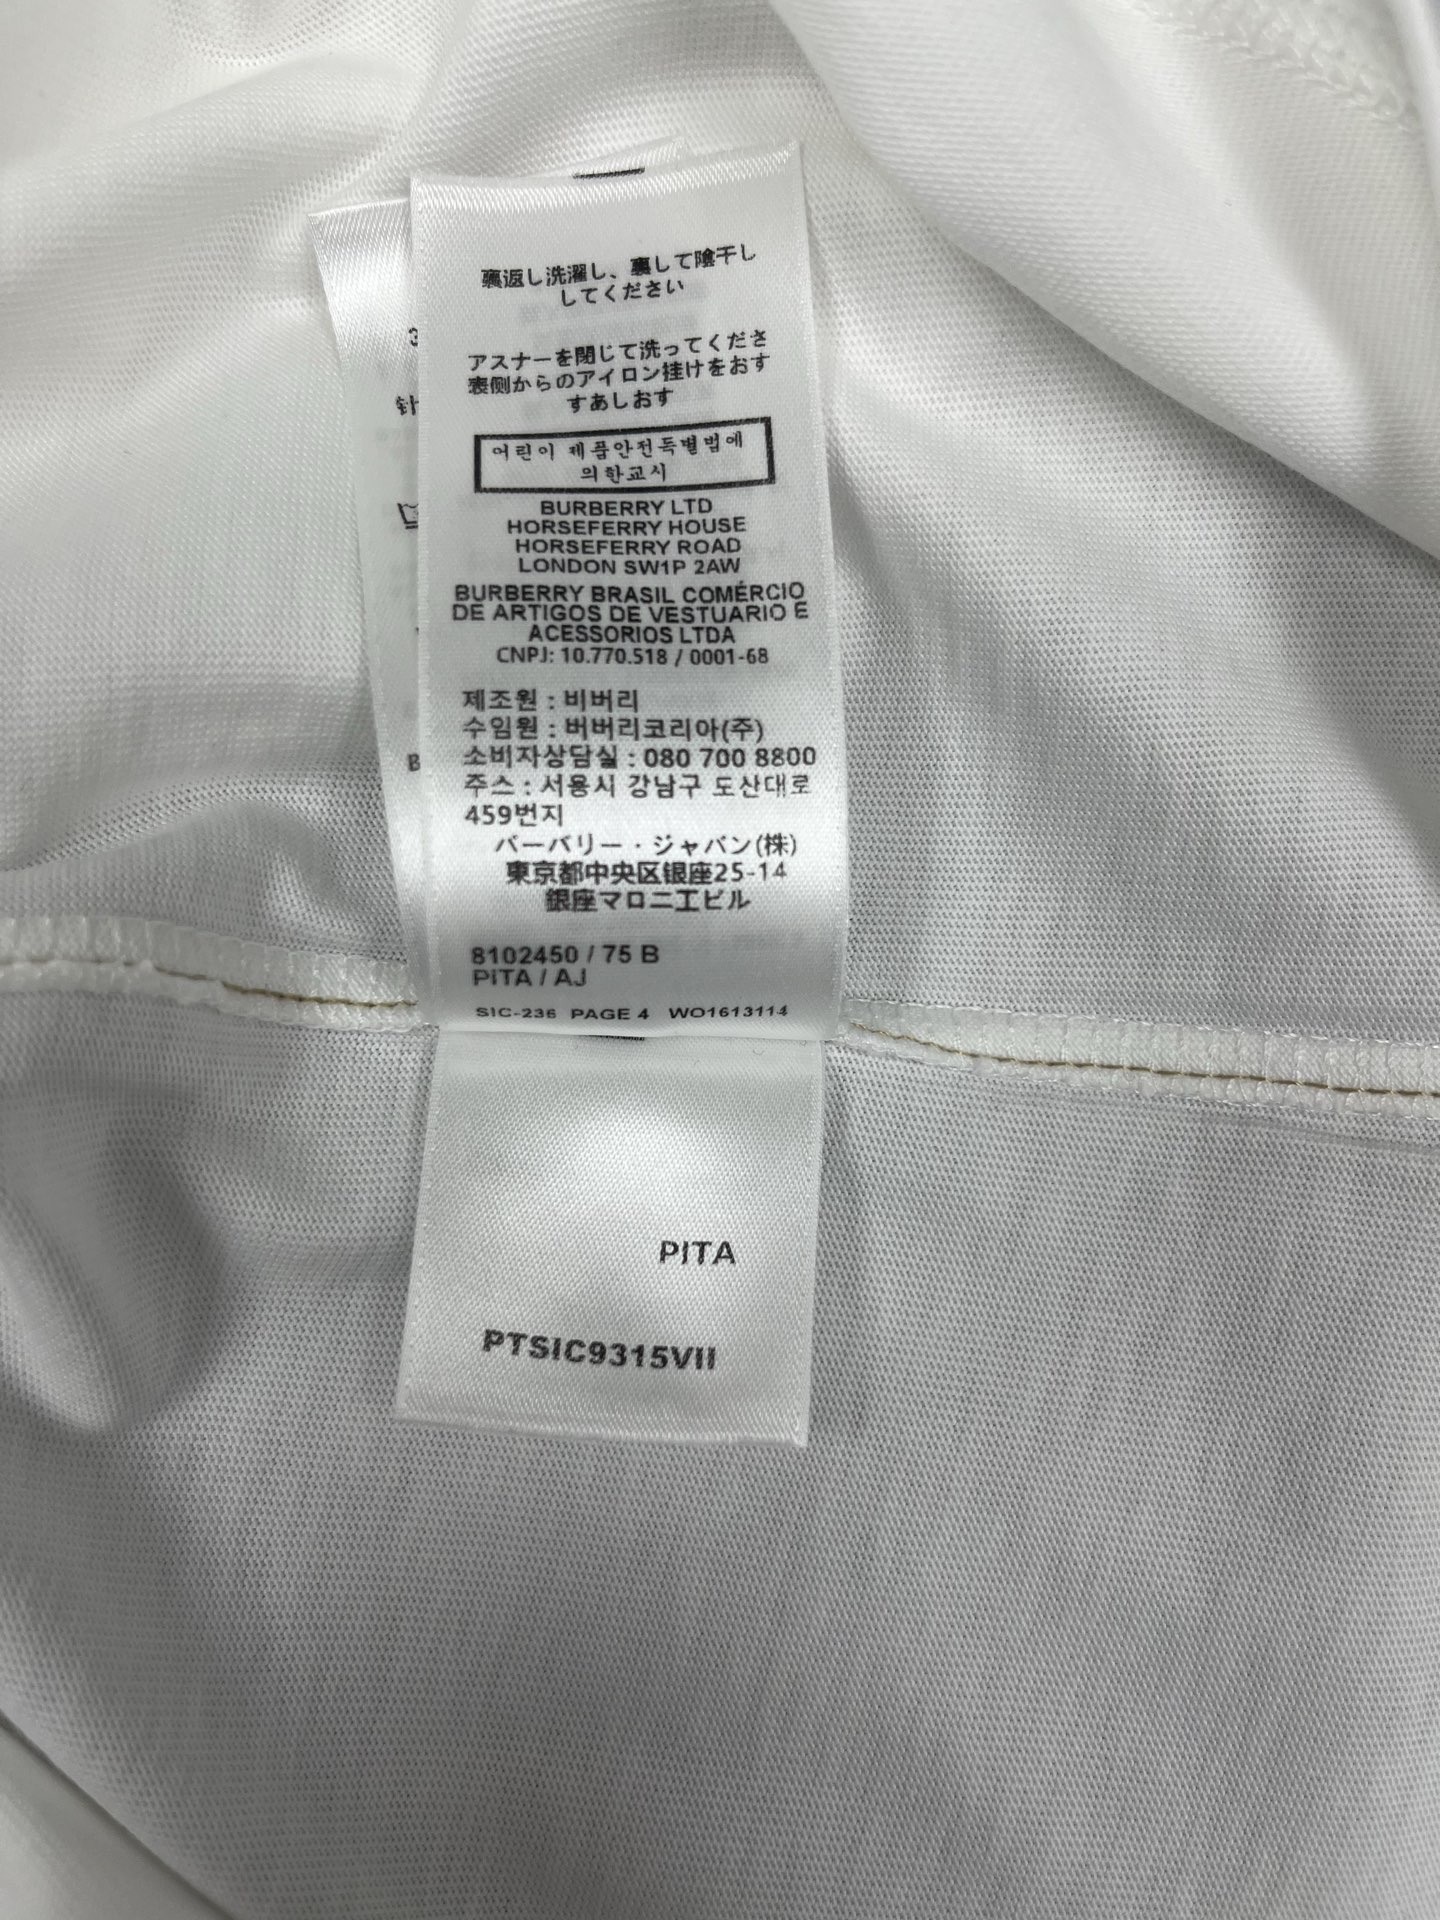 裏返し洗濯し、裏して陰干し
してください
アスナーを閉じて洗ってくださ
表側からのアイロン挂けをおす
すあしおす
어린이 제품안전득별법에
의한교시
BURBERRY LTD
HORSEFERRY HOUSE
HORSEFERRY ROAD
LONDON SW1P 2AW
BURBERRY BRASIL COMÉRCIO
DE ARTIGOS DE VESTUARIO E
ACESSORIOS LTDA
CNPJ: 10.770.518 / 0001-68
제조원 : 비버리
수임원 : 버버리코리아(주)
소비자상담실 : 080 700 8800
주스 : 서용시 강남구 도산대로
459번지
バーバリー・ジャバン(株)
東京都中央区银座25-14
銀座マロニエビル
8102450 / 75 B
PITA / AJ
SIC-236 PAGE 4 WO1613114
PITA
PTSIC9315VII
3
针
B